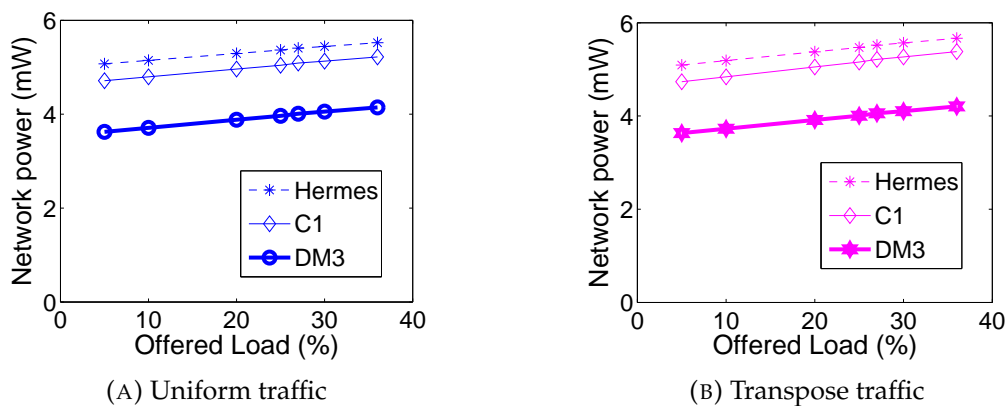 6
4
2
0
Network power (mW)
Hermes
C1
DM3
0 10 20 30 40
Offered Load (%)
(A) Uniform traffic
6
4
2
0
Network power (mW)
Hermes
C1
DM3
0 10 20 30 40
Offered Load (%)
(B) Transpose traffic